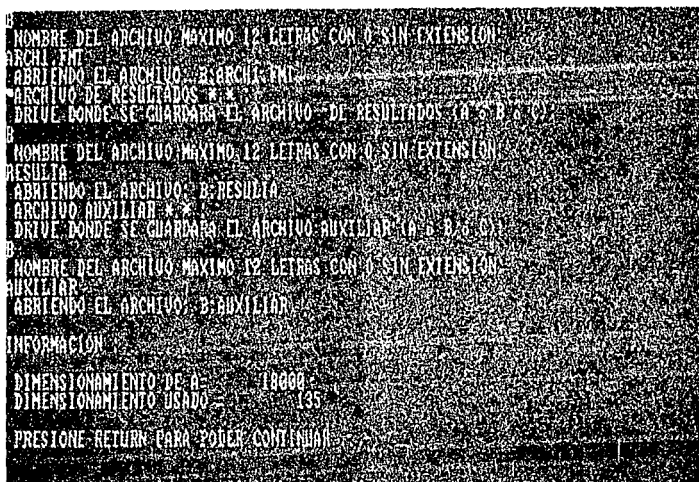 B
NOMBRE DEL ARCHIVO MAXIMO 12 LETRAS CON O SIN EXTENSION
ARCHI.FMT
ABRIENDO EL ARCHIVO: B:ARCHI.FMT
*ARCHIVO DE RESULTADOS * *
DRIVE DONDE SE GUARDARA EL ARCHIVO DE RESULTADOS (A o B o C):
B
NOMBRE DEL ARCHIVO MAXIMO 12 LETRAS CON O SIN EXTENSION
RESULTA
ABRIENDO EL ARCHIVO: B:RESULTA
ARCHIVO AUXILIAR * *
DRIVE DONDE SE GUARDARA EL ARCHIVO AUXILIAR (A o B o C):
B
NOMBRE DEL ARCHIVO MAXIMO 12 LETRAS CON O SIN EXTENSION
AUXILIAR
ABRIENDO EL ARCHIVO: B:AUXILIAR
INFORMACION
DIMENSIONAMIENTO DE A= 18000
DIMENSIONAMIENTO USADO = 135
PRESIONE RETURN PARA PODER CONTINUAR